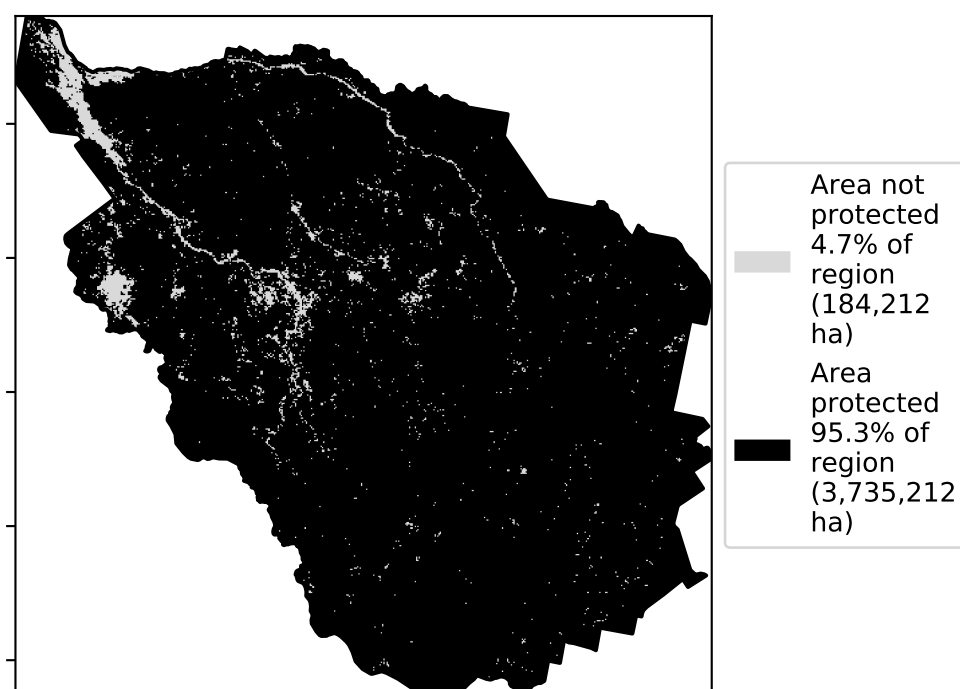 Area not
protected
4.7% of
region
(184,212
ha)
Area
protected
95.3% of
region
(3,735,212
ha)